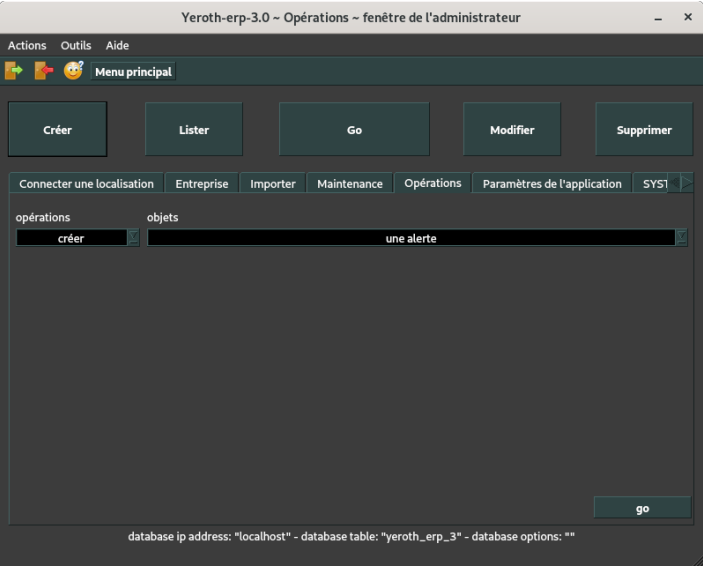 Yeroth-erp-3.0 ~ Opérations ~ fenêtre de l'administrateur
Actions Outils Aide
Menu principal
Créer Lister Go Modifier Supprimer
Connecter une localisation Entreprise Importer Maintenance Opérations Paramètres de l'application SYST
opérations objets
créer une alerte
go
database ip address: "localhost" - database table: "yeroth_erp_3" - database options: ""